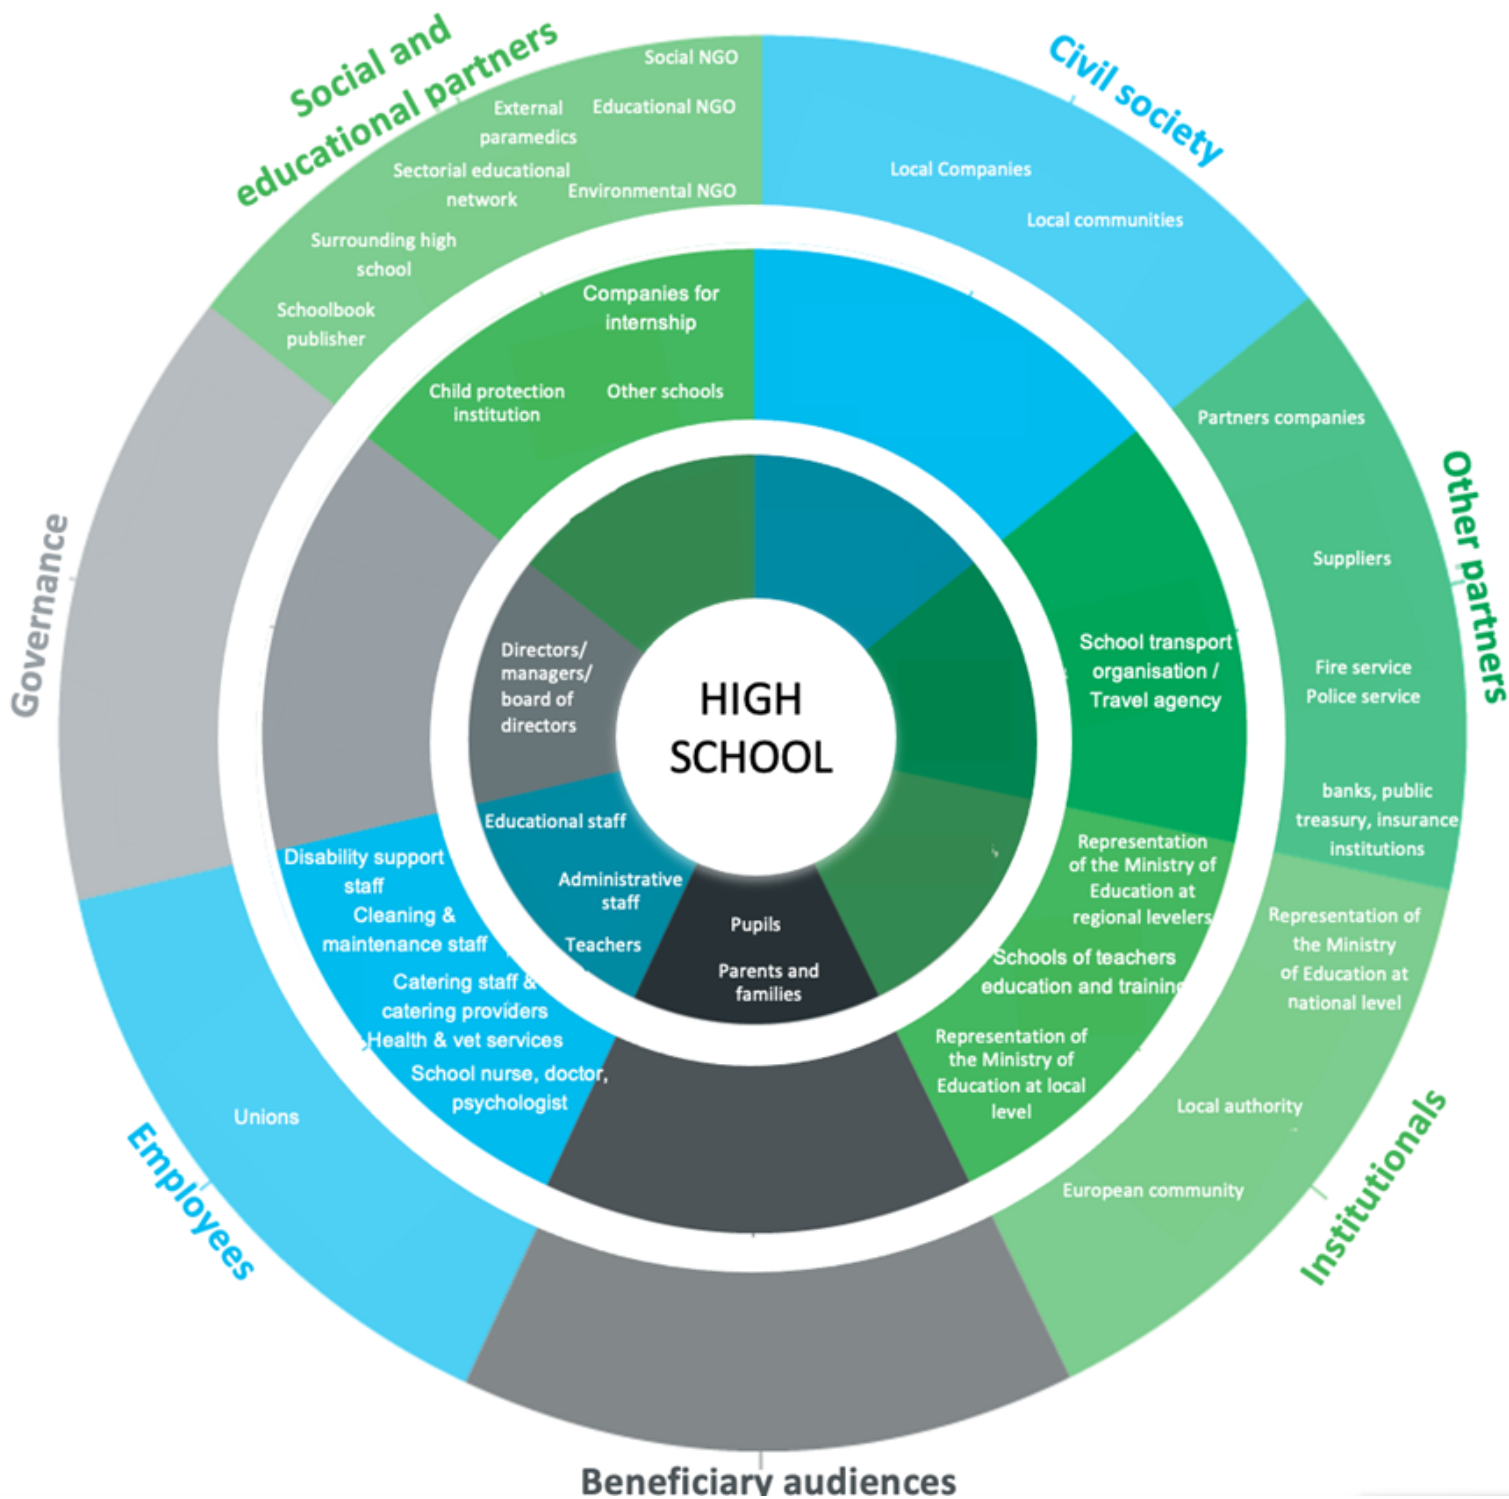 Social and
educational partners
Civil society
Other partners
Institutionals
Beneficiary audiences
Employees
Governance
Social NGO
External
paramedics
Educational NGO
Sectorial educational
network
Environmental NGO
Surrounding high
school
Schoolbook
publisher
Local Companies
Local communities
Companies for
internship
Child protection
institution
Other schools
Partners companies
Suppliers
Fire service
Police service
banks, public
treasury, insurance
institutions
School transport
organisation /
Travel agency
Directors/
managers/
board of
directors
HIGH
SCHOOL
Educational staff
Administrative
staff
Teachers
Pupils
Parents and
families
Disability support
staff
Cleaning &
maintenance staff
Catering staff &
catering providers
Health & vet services
School nurse, doctor,
psychologist
Unions
Representation
of the Ministry of
Education at
regional levelers
Schools of teachers
education and training
Representation of
the Ministry of
Education at local
level
Representation of
the Ministry
of Education at
national level
Local authority
European community